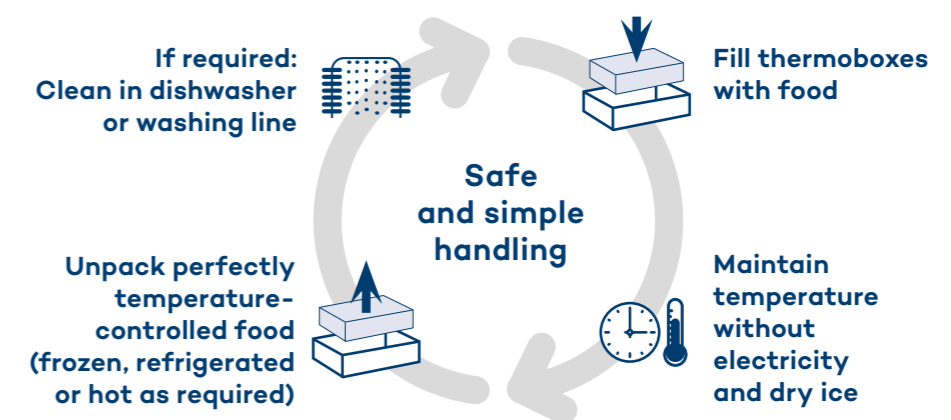 If required:
Clean in dishwasher
or washing line
Fill thermoboxes
with food
Safe
and simple
handling
Unpack perfectly
temperature-
controlled food
(frozen, refrigerated
or hot as required)
Maintain
temperature
without
electricity
and dry ice